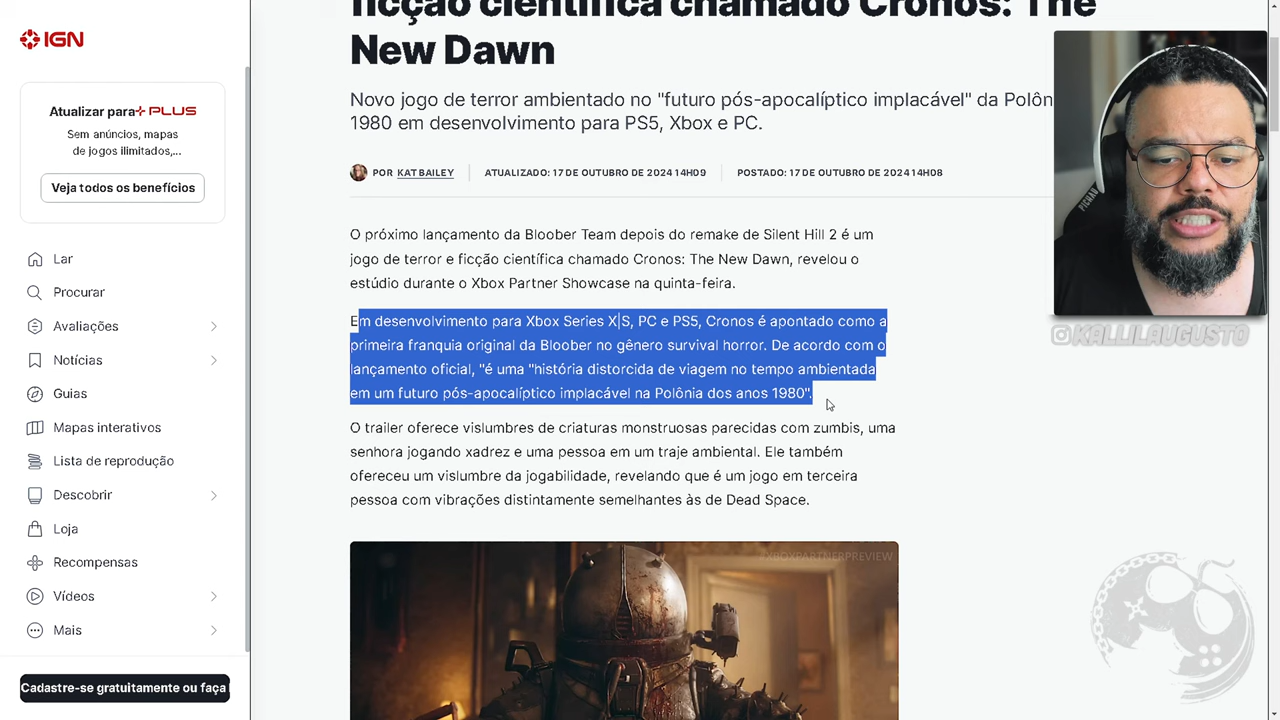 IGN
Atualizar para PLUS
Sem anúncios, mapas
de jogos ilimitados,...
Veja todos os benefícios
Lar
Procurar
Avaliações
Notícias
Guias
Mapas interativos
Lista de reprodução
Descobrir
Loja
Recompensas
Vídeos
Mais
Cadastre-se gratuitamente ou faça
ficção científica chamado Cronos: The
New Dawn
Novo jogo de terror ambientado no "futuro pós-apocalíptico implacável" da Polôn
1980 em desenvolvimento para PS5, Xbox e PC.
POR KAT BAILEY ATUALIZADO: 17 DE OUTUBRO DE 2024 14H09 POSTADO: 17 DE OUTUBRO DE 2024 14H08
O próximo lançamento da Bloober Team depois do remake de Silent Hill 2 é um
jogo de terror e ficção científica chamado Cronos: The New Dawn, revelou o
estúdio durante o Xbox Partner Showcase na quinta-feira.
Em desenvolvimento para Xbox Series X|S, PC e PS5, Cronos é apontado como a
primeira franquia original da Bloober no gênero survival horror. De acordo com o
lançamento oficial, "é uma "história distorcida de viagem no tempo ambientada
em um futuro pós-apocalíptico implacável na Polônia dos anos 1980".
O trailer oferece vislumbres de criaturas monstruosas parecidas com zumbis, uma
senhora jogando xadrez e uma pessoa em um traje ambiental. Ele também
ofereceu um vislumbre da jogabilidade, revelando que é um jogo em terceira
pessoa com vibrações distintamente semelhantes às de Dead Space.
#XBOXPARTNERPREVIEW
PICHAU
@KALLILAUGUSTO